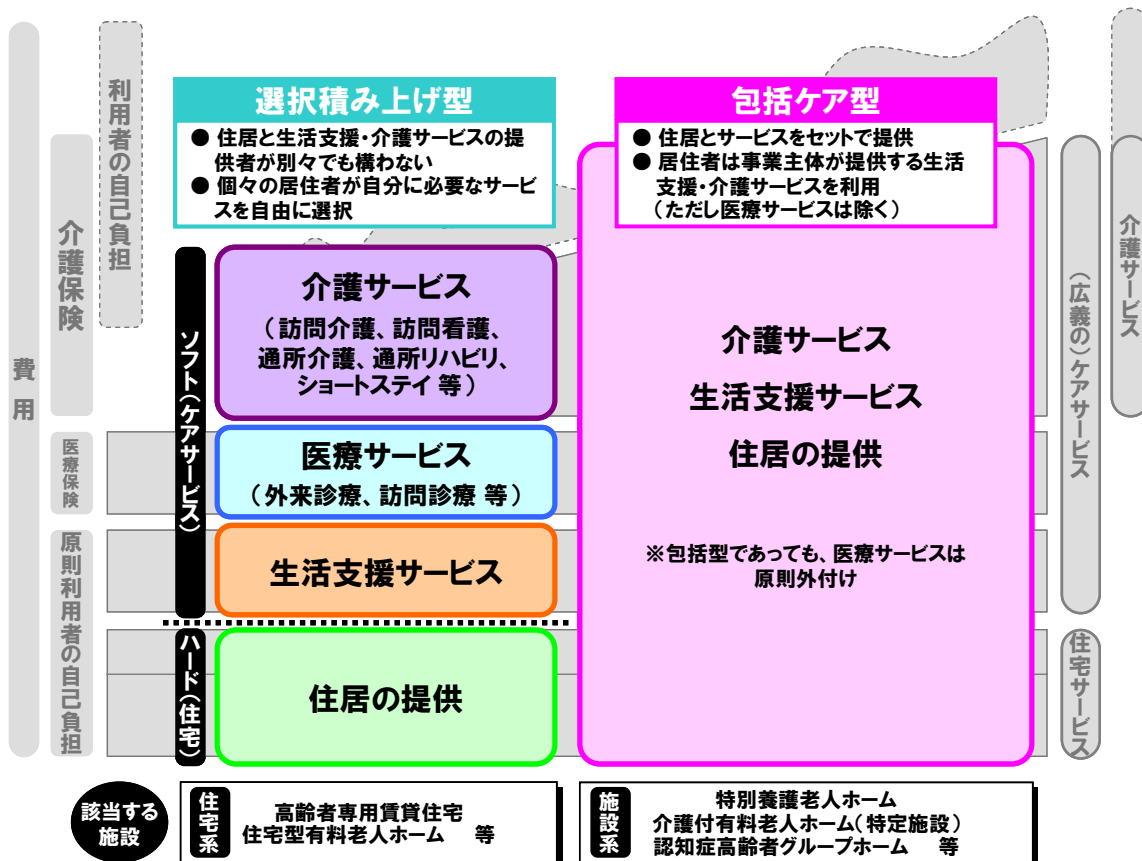 費用
利用者の自己負担
介護保険
医療保険
原則利用者の自己負担
選択積み上げ型
● 住居と生活支援・介護サービスの提
供者が別々でも構わない
● 個々の居住者が自分に必要なサービ
スを自由に選択
包括ケア型
● 住居とサービスをセットで提供
● 居住者は事業主体が提供する生活
支援・介護サービスを利用
（ただし医療サービスは除く）
ソフト（ケアサービス）
介護サービス
（訪問介護、訪問看護、
通所介護、通所リハビリ、
ショートステイ 等）
医療サービス
（外来診療、訪問診療 等）
生活支援サービス
ハード（住宅）
住居の提供
介護サービス
生活支援サービス
住居の提供
※包括型であっても、医療サービスは
原則外付け
（広義の）ケアサービス
介護サービス
住宅サービス
該当する
施設
住宅系
高齢者専用賃貸住宅
住宅型有料老人ホーム 等
施設系
特別養護老人ホーム
介護付有料老人ホーム（特定施設）
認知症高齢者グループホーム 等